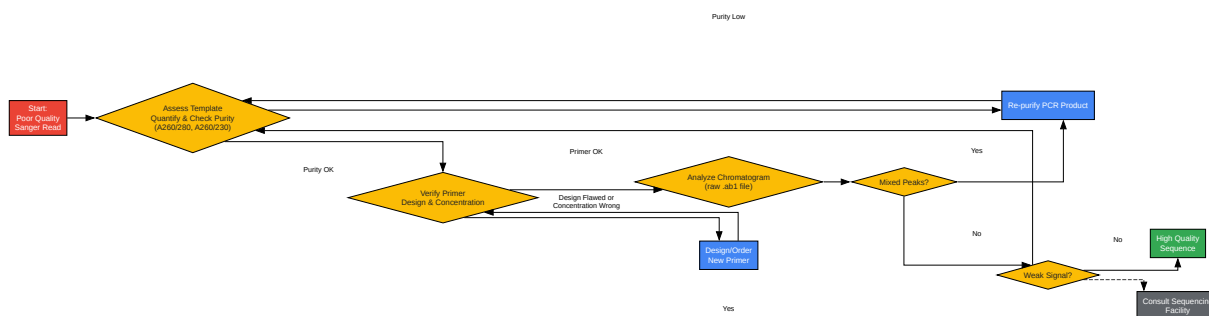 Purity Low
Start:
Poor Quality
Sanger Read
Assess Template
Quantify & Check Purity
(A260/280, A260/230)
Re-purify PCR Product
Purity OK
Primer OK
Yes
Verify Primer
Design & Concentration
Design Flawed or
Concentration Wrong
Analyze Chromatogram
(raw .ab1 file)
Mixed Peaks?
Design/Order
New Primer
No
No
High Quality
Sequence
Weak Signal?
Yes
Consult Sequencin
Facility